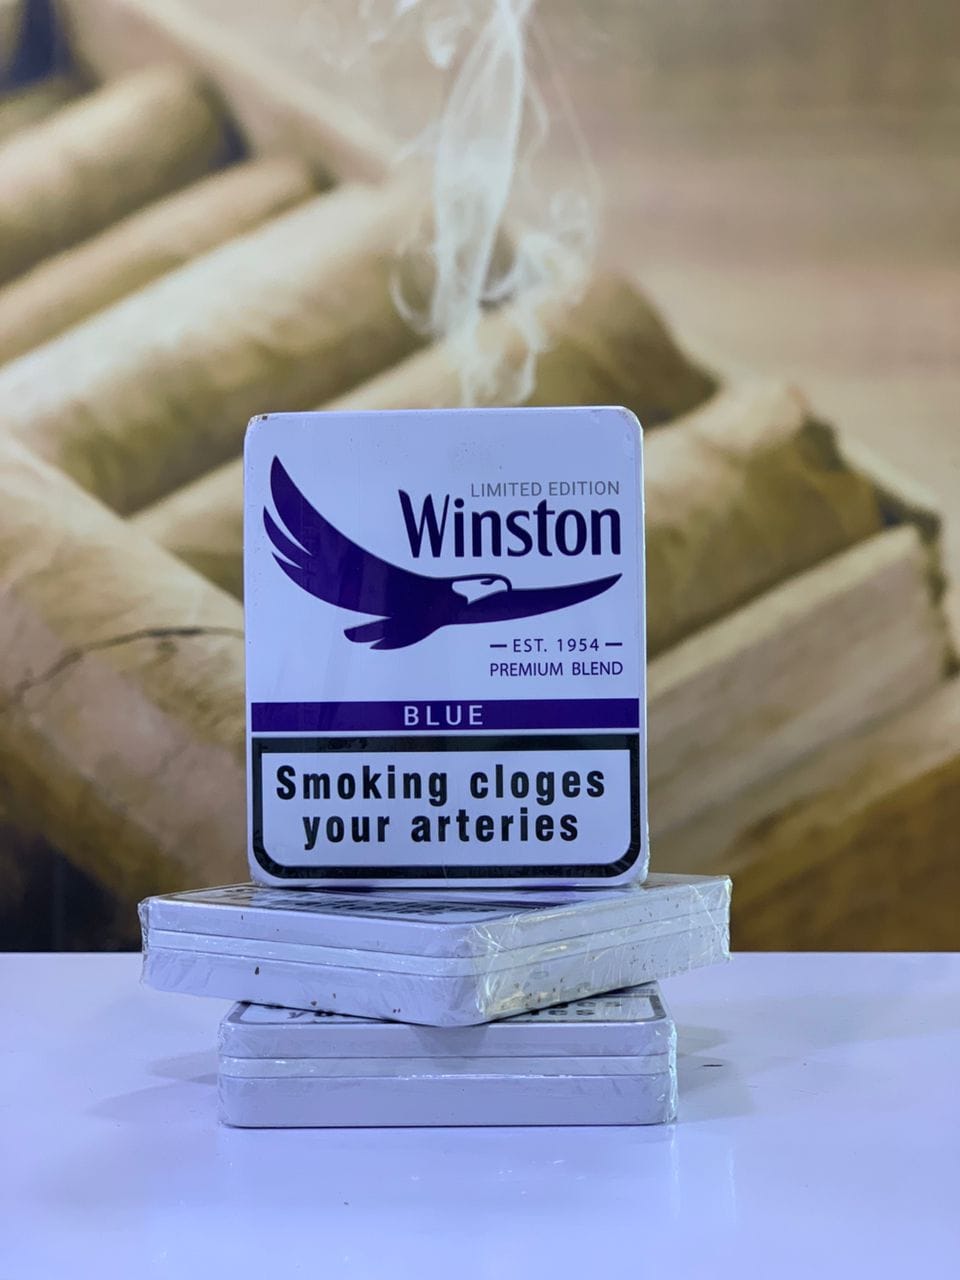 LIMITED EDITION
Winston
EST. 1954
PREMIUM BLEND
BLUE
Smoking cloges
your arteries